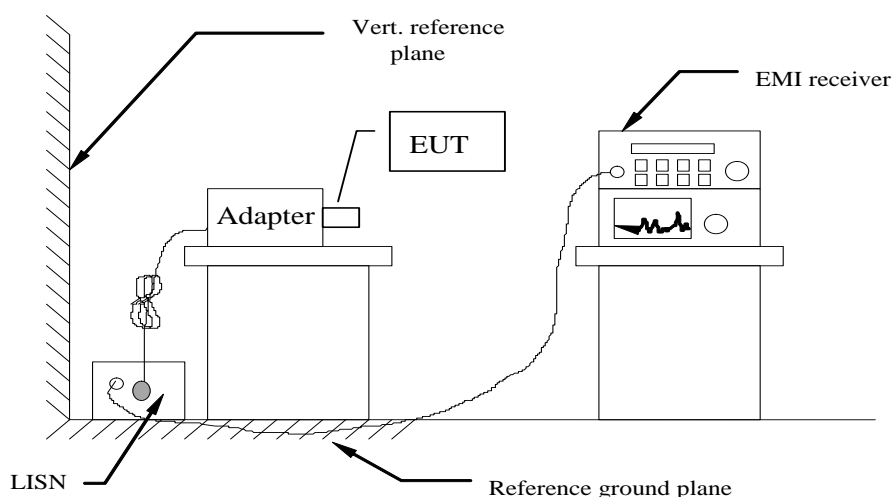 Vert. reference
plane
EMI receiver
EUT
Adapter
LISN
Reference ground plane